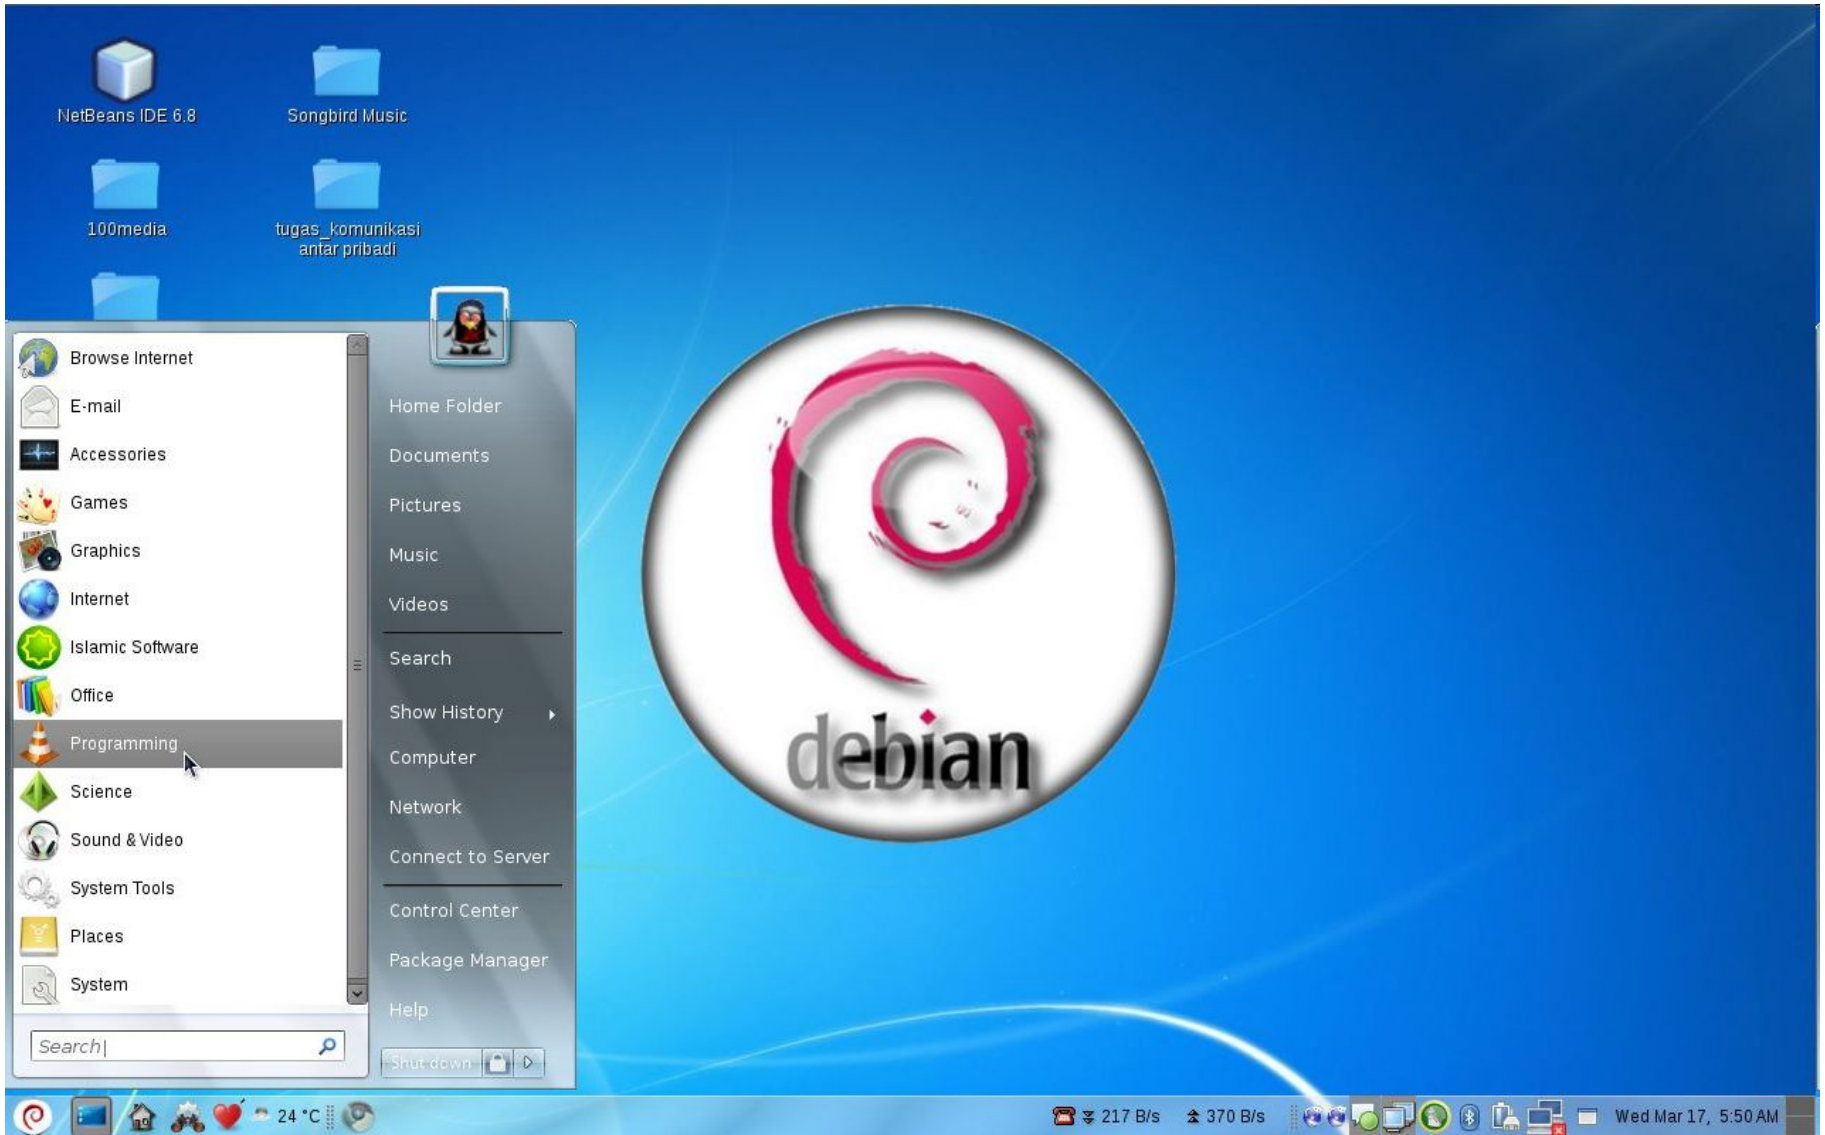 NetBeans IDE 6.8
Songbird Music
100media
tugas_komunikasi
antar pribadi
Browse Internet
E-mail
Accessories
Games
Graphics
Internet
Islamic Software
Office
Programming
Science
Sound & Video
System Tools
Places
System
Search
Home Folder
Documents
Pictures
Music
Videos
Search
Show History
Computer
Network
Connect to Server
Control Center
Package Manager
Help
Shut down
debian
24 °C
217 B/s
370 B/s
Wed Mar 17, 5:50 AM